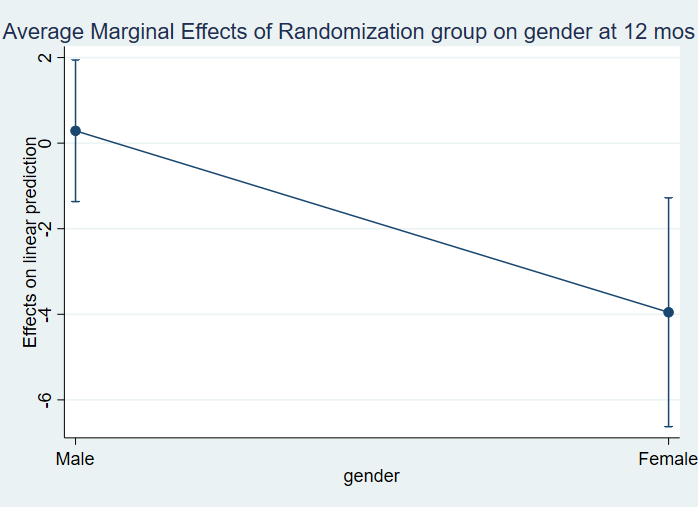 Average Marginal Effects of Randomization group on gender at 12 mos
Effects on linear prediction
2
0
-2
-4
-6
Male
Female
gender